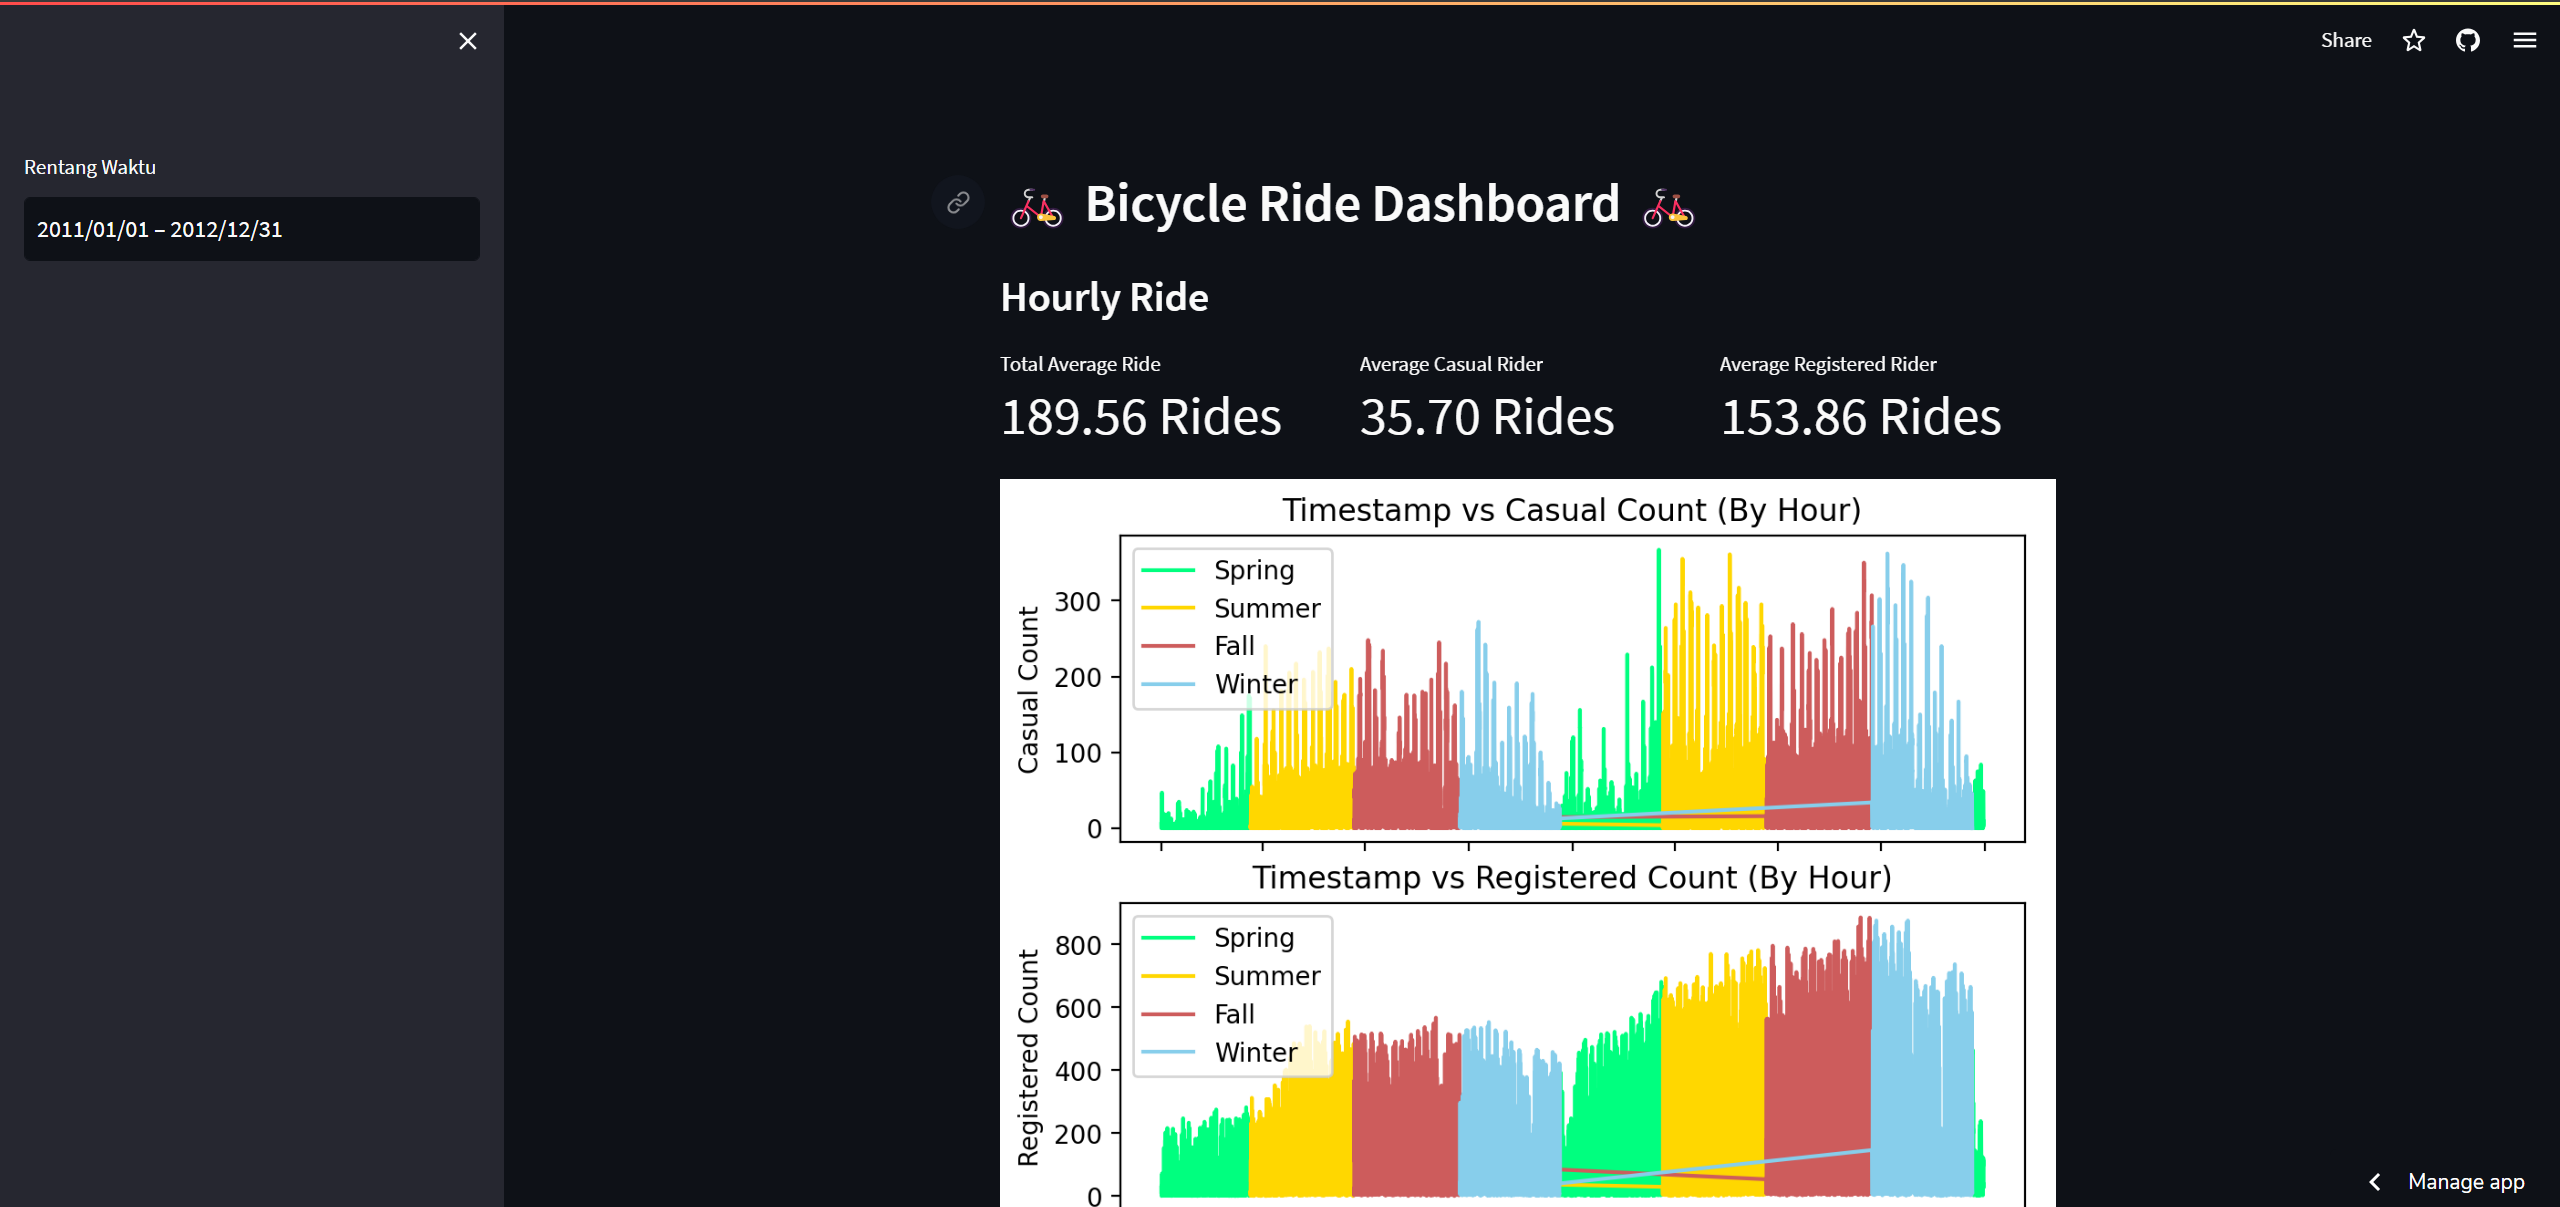 Share
Rentang Waktu
2011/01/01 – 2012/12/31
Bicycle Ride Dashboard
Hourly Ride
Total Average Ride
189.56 Rides
Average Casual Rider
35.70 Rides
Average Registered Rider
153.86 Rides
Timestamp vs Casual Count (By Hour)
Spring
Summer
Fall
Winter
Casual Count
300
200
100
0
Timestamp vs Registered Count (By Hour)
Spring
Summer
Fall
Winter
Registered Count
800
600
400
200
0
Manage app